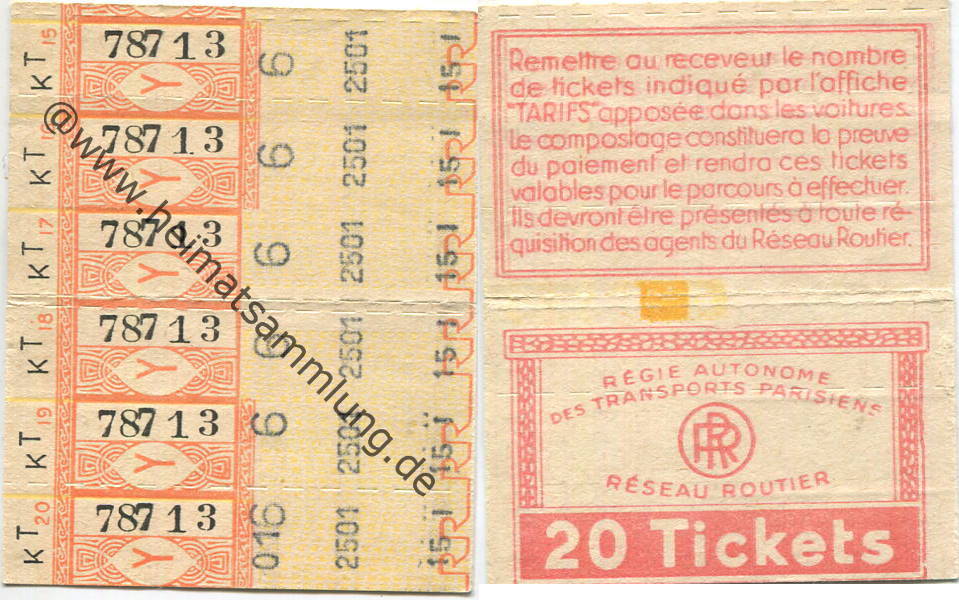 KT 15 78713 Y 6 2501 15 I
KT 16 78713 Y 6 2501 15 I
KT 17 78713 Y 6 2501 15 I
KT 18 78713 Y 6 2501 15 I
KT 19 78713 Y 6 2501 15 I
KT 20 78713 Y 016 2501 15 I
@www.heimatsammlung.de
Remettre au receveur le nombre
de tickets indiqué par l'affiche
"TARIFS" apposée dans les voitures.
Le compostage constituera la preuve
du paiement et rendra ces tickets
valables pour le parcours à effectuer.
Ils devront être présentés à toute ré-
quisition des agents du Réseau Routier.
RÉGIE AUTONOME
DES TRANSPORTS PARISIENS
RR
RÉSEAU ROUTIER
20 Tickets